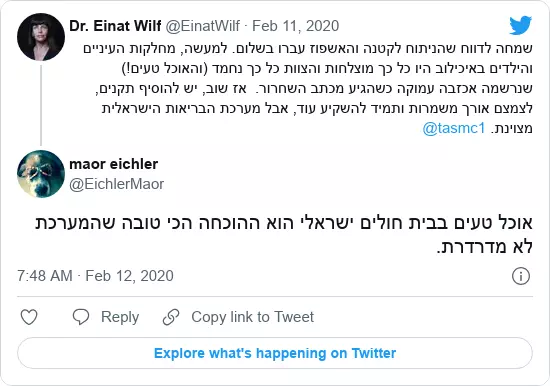 Dr. Einat Wilf @EinatWilf · Feb 11, 2020
שמחה לדווח שהניתוח לקטנה והאשפוז עברו בשלום. למעשה, מחלקות העיניים
והילדים באיכילוב היו כל כך מוצלחות והצוות כל כך נחמד (והאוכל טעים!)
שנרשמה אכזבה עמוקה כשהגיע מכתב השחרור. אז שוב, יש להוסיף תקנים,
לצמצם אורך משמרות ותמיד להשקיע עוד, אבל מערכת הבריאות הישראלית
מצוינת. @tasmc1
maor eichler
@EichlerMaor
אוכל טעים בבית חולים ישראלי הוא ההוכחה הכי טובה שהמערכת
לא מדרדרת.
7:48 AM · Feb 12, 2020
Reply Copy link to Tweet
Explore what's happening on Twitter